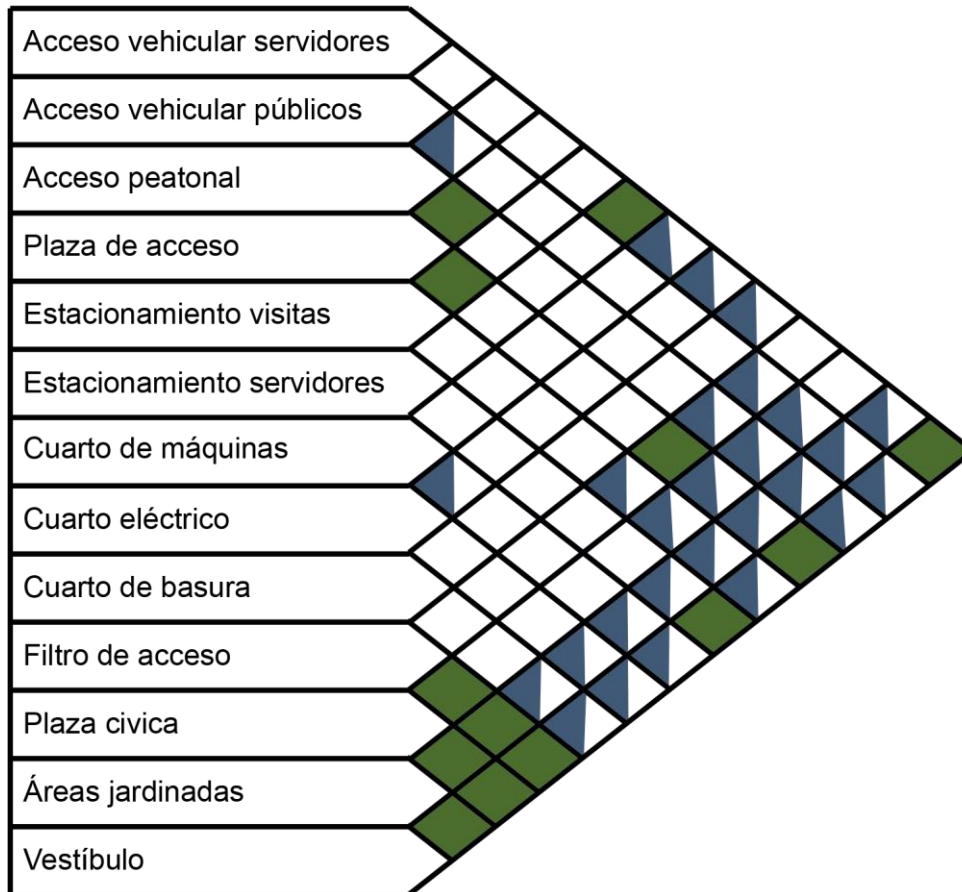 Acceso vehicular servidores
Acceso vehicular públicos
Acceso peatonal
Plaza de acceso
Estacionamiento visitas
Estacionamiento servidores
Cuarto de máquinas
Cuarto eléctrico
Cuarto de basura
Filtro de acceso
Plaza civica
Áreas jardinadas
Vestíbulo